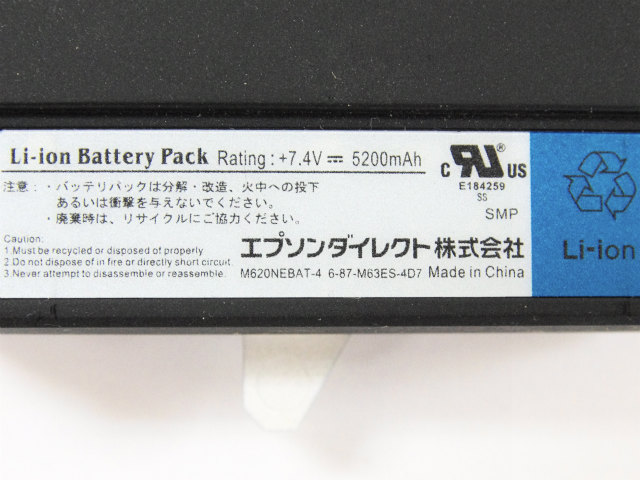 Li-ion Battery Pack Rating : +7.4V ⎓ 5200mAh
注意：・バッテリパックは分解・改造、火中への投下
あるいは衝撃を与えないでください。
・廃棄時は、リサイクルにご協力ください。
Caution:
1.Must be recycled or disposed of properly
2.Do not dispose of in fire or directly short circuit.
3.Never attempt to disassemble or reassemble.
エプソンダイレクト株式会社
M620NEBAT-4 6-87-M63ES-4D7 Made in China
c RU ® US
E184259
SS
SMP
Li-ion